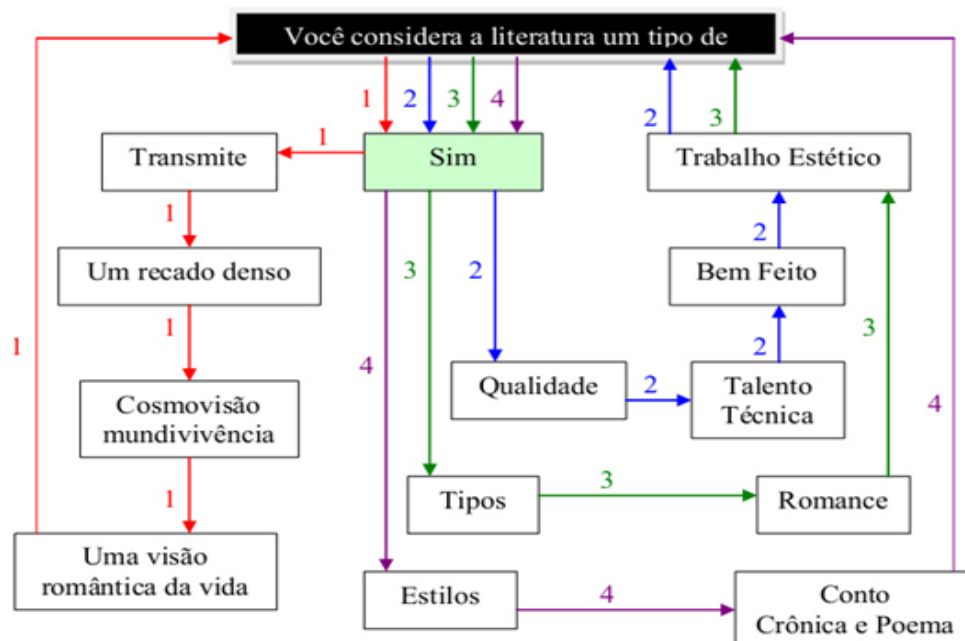 Você considera a literatura um tipo de
1
2
3
4
2
3
Transmite
1
Sim
Trabalho Estético
1
3
2
2
Um recado denso
Bem Feito
1
1
4
2
3
4
Cosmovisão
mundivivência
Qualidade
2
Talento
Técnica
1
Tipos
3
Romance
Uma visão
romântica da vida
Estilos
4
Conto
Crônica e Poema